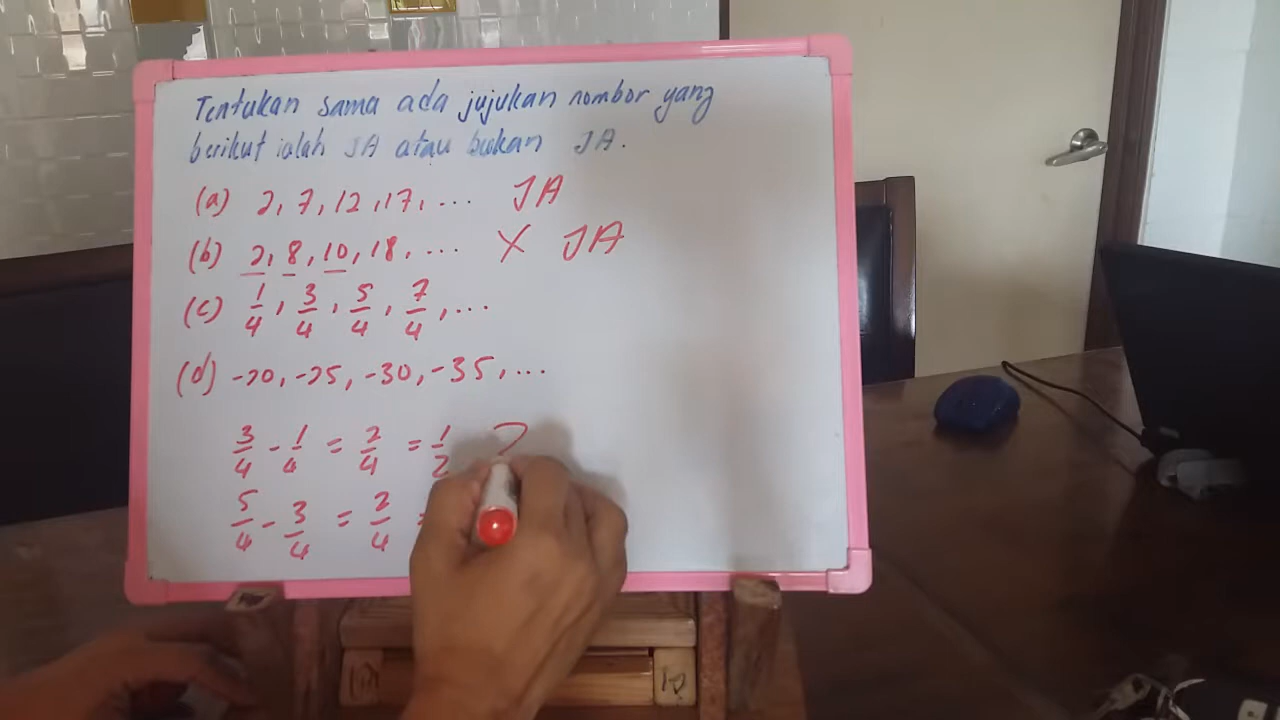 Tentukan sama ada jujukan nombor yang
berikut ialah JA atau bukan JA.
(a) 2, 7, 12, 17, ... JA
(b) 2, 8, 10, 18, ... X JA
(c) 1/4, 3/4, 5/4, 7/4, ...
(d) -20, -25, -30, -35, ...
3/4 - 1/4 = 2/4 = 1/2
5/4 - 3/4 = 2/4 =